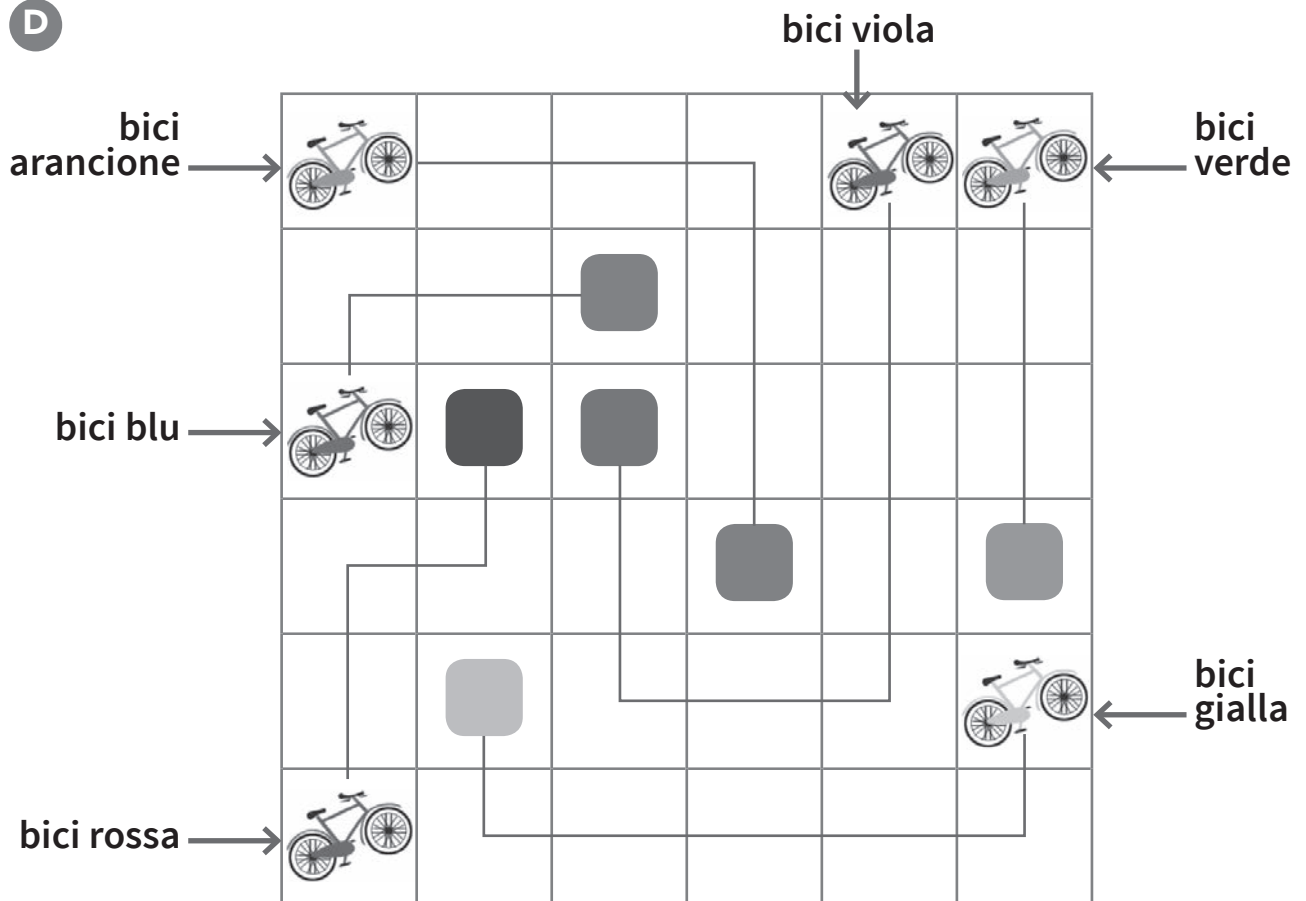 D
bici viola
bici
arancione
bici
verde
bici blu
bici
gialla
bici rossa